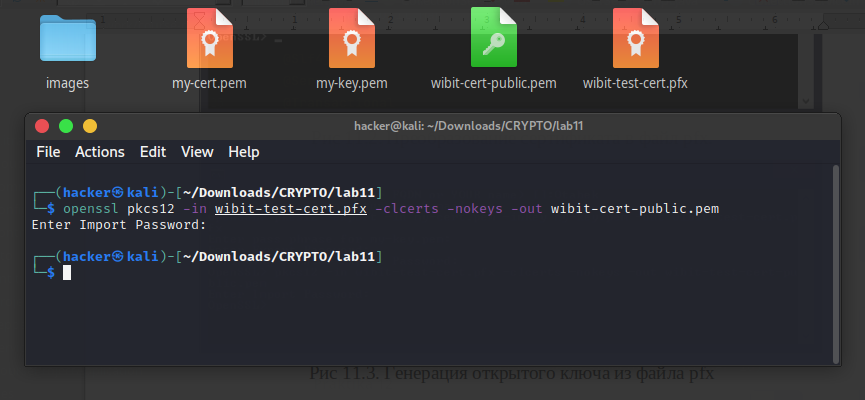 images
my-cert.pem
my-key.pem
wibit-cert-public.pem
wibit-test-cert.pfx
hacker@kali: ~/Downloads/CRYPTO/lab11
File Actions Edit View Help
┌──(hacker㉿kali)-[~/Downloads/CRYPTO/lab11]
└─$ openssl pkcs12 -in wibit-test-cert.pfx -clcerts -nokeys -out wibit-cert-public.pem
Enter Import Password:
┌──(hacker㉿kali)-[~/Downloads/CRYPTO/lab11]
└─$
Рис 11.3. Генерация открытого ключа из файла pfx